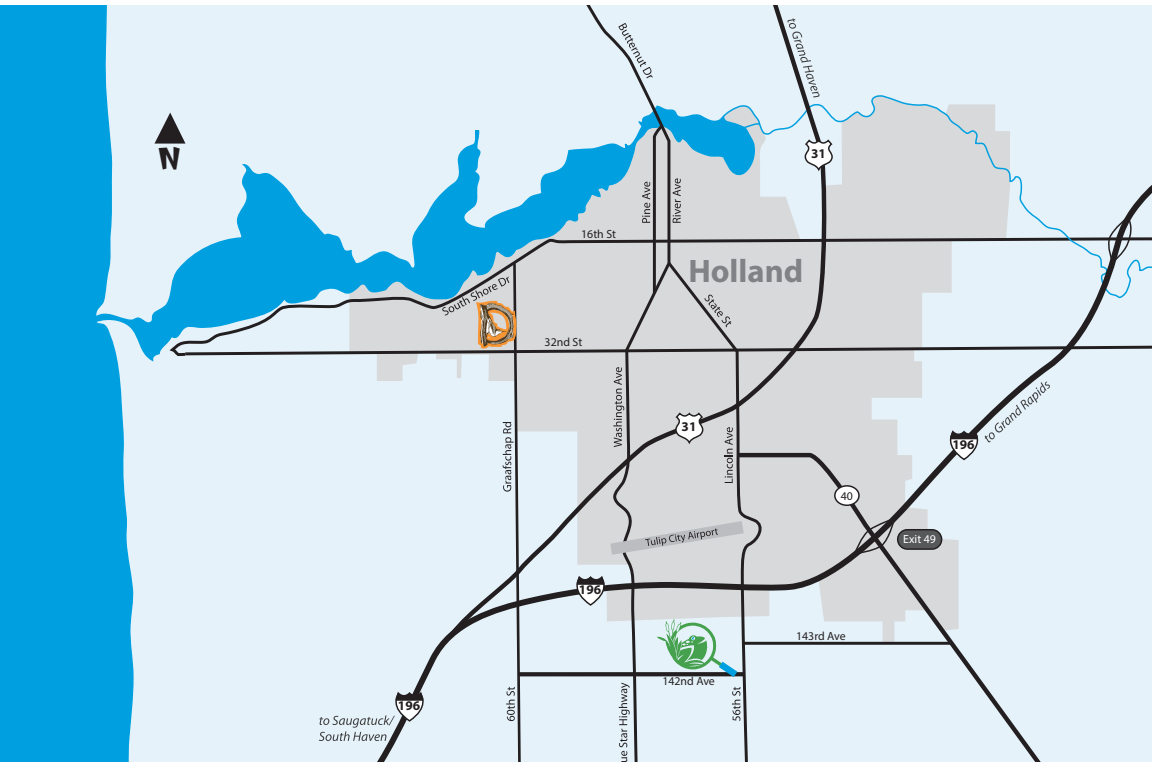 Butternut Dr
to Grand Haven
N
31
Pine Ave
River Ave
16th St
Holland
South Shore Dr
State St
D
32nd St
Washington Ave
Graafschap Rd
31
Lincoln Ave
to Grand Rapids
196
40
Exit 49
Tulip City Airport
196
143rd Ave
142nd Ave
60th St
ue Star Highway
56th St
196
to Saugatuck/
South Haven